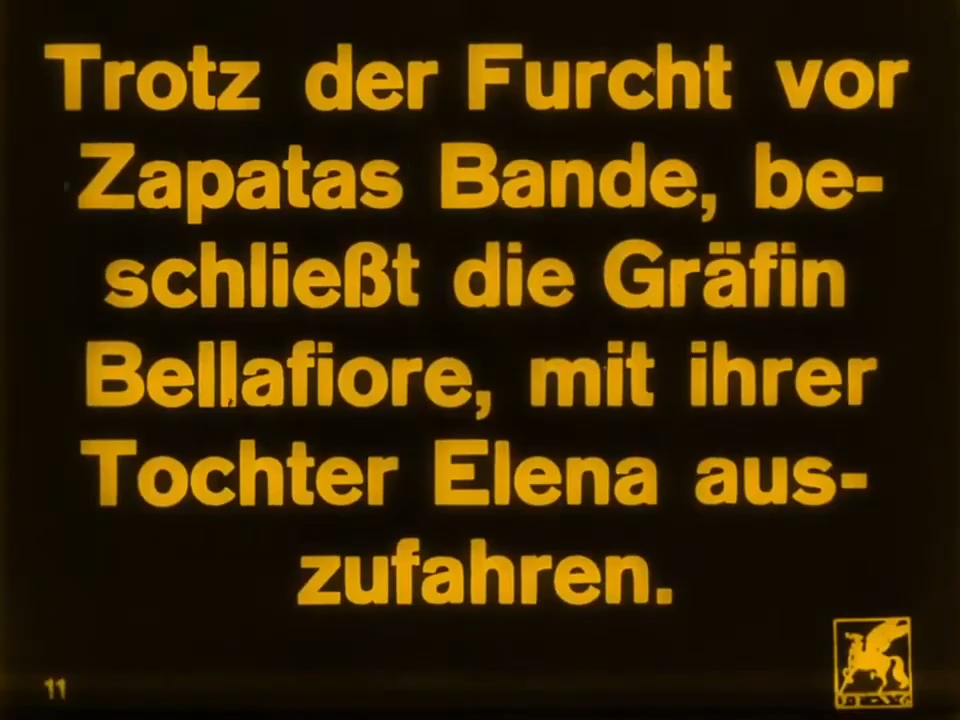 Trotz der Furcht vor
Zapatas Bande, be-
schließt die Gräfin
Bellafiore, mit ihrer
Tochter Elena aus-
zufahren.
11